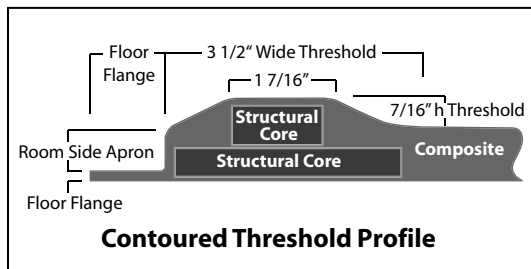 Floor
Flange
3 1/2“ Wide Threshold
1 7/16”
7/16” h Threshold
Structural
Core
Room Side Apron
Structural Core
Composite
Floor Flange
Contoured Threshold Profile